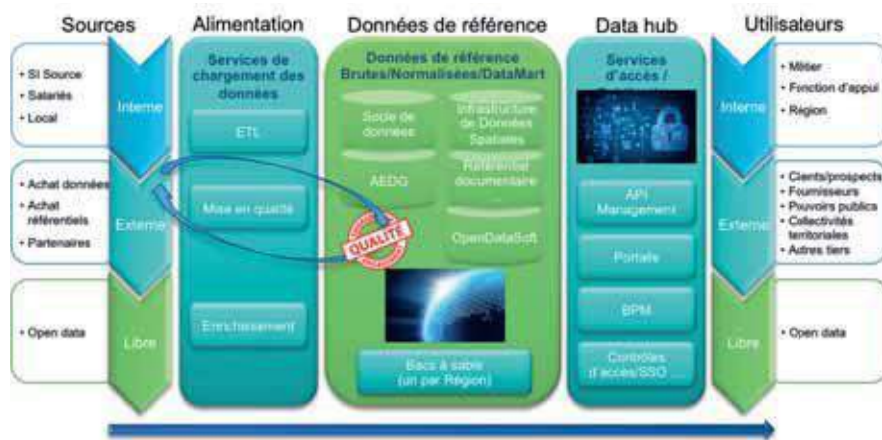 Sources
Alimentation
Données de référence
Data hub
Utilisateurs
• SI Source
• Salariés
• Local
Interne
• Achat données
• Achat
référentiels
• Partenaires
Externe
• Open data
Libre
Services de
chargement des
données
ETL
Mise en qualité
Enrichissement
Données de référence
Brutes/Normalisées/DataMart
Socle de
données
Infrastructure
de Données
Spatiales
AEDG
Référentiel
documentaire
QUALITÉ
OpenDataSoft
Bacs à sable
(un par Région)
Services
d'accès /
API
Management
Portails
BPM
Contrôles
d'accès/SSO ...
Interne
Externe
Libre
• Métier
• Fonction d'appui
• Région
• Clients/prospects
• Fournisseurs
• Pouvoirs publics
• Collectivités
territoriales
• Autres tiers
• Open data